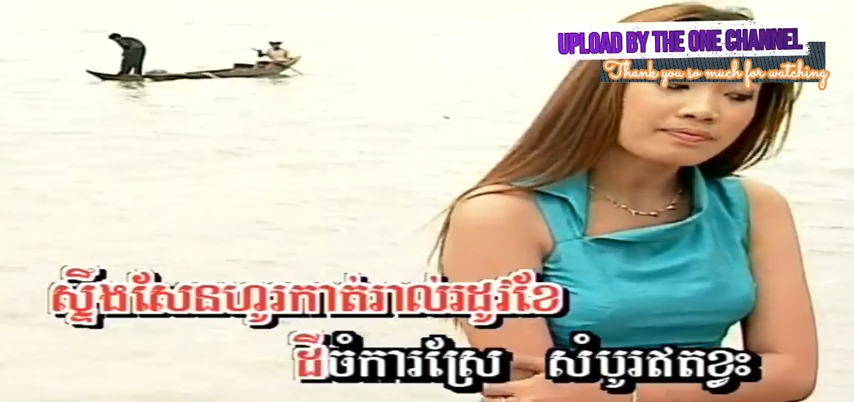 UPLOAD BY THE ONE CHANNEL
Thank you so much for watching
ស្ទឹងសែនហូរកាត់រាល់រដូវខែ
ដីចំការស្រែ សំបូរឥតខ្វះ